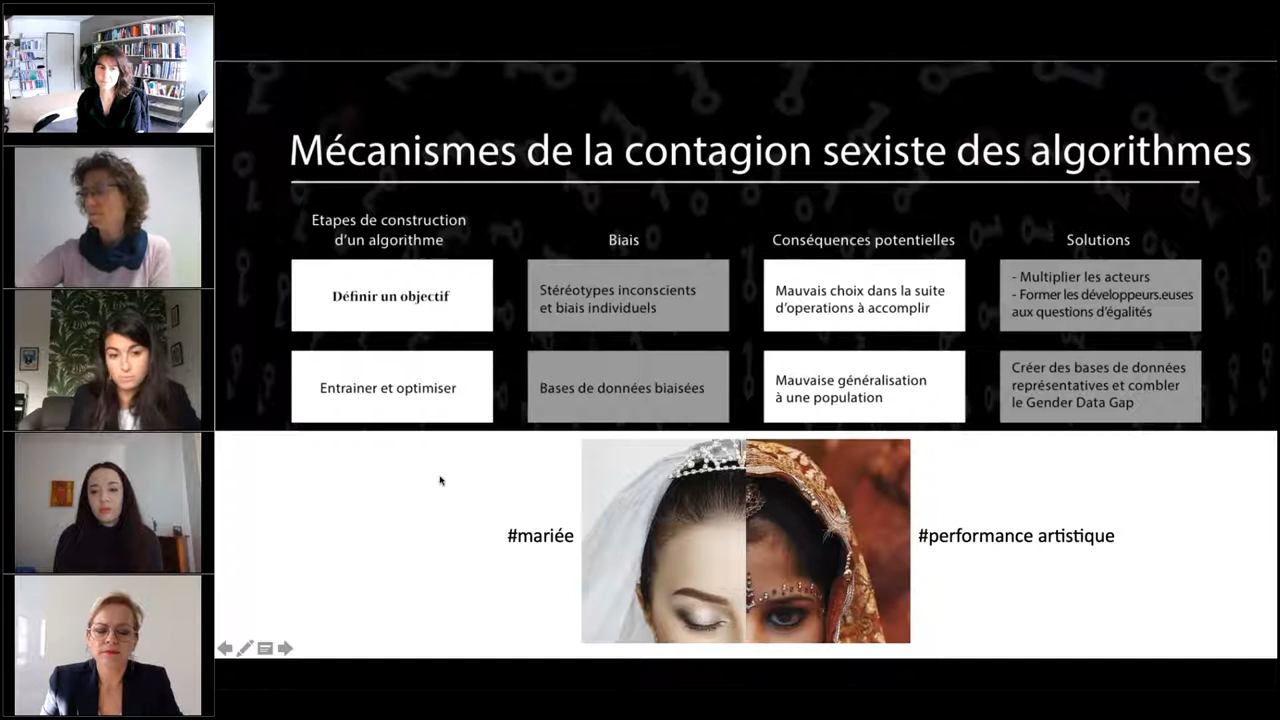 Mécanismes de la contagion sexiste des algorithmes
Etapes de construction
d'un algorithme
Biais
Conséquences potentielles
Solutions
Définir un objectif
Stéréotypes inconscients
et biais individuels
Mauvais choix dans la suite
d'operations à accomplir
- Multiplier les acteurs
- Former les développeurs.euses
aux questions d'égalités
Entrainer et optimiser
Bases de données biaisées
Mauvaise généralisation
à une population
Créer des bases de données
représentatives et combler
le Gender Data Gap
#mariée
#performance artistique